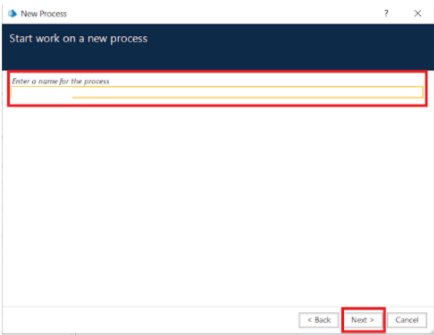 New Process
? ×
Start work on a new process
Enter a name for the process
< Back Next > Cancel